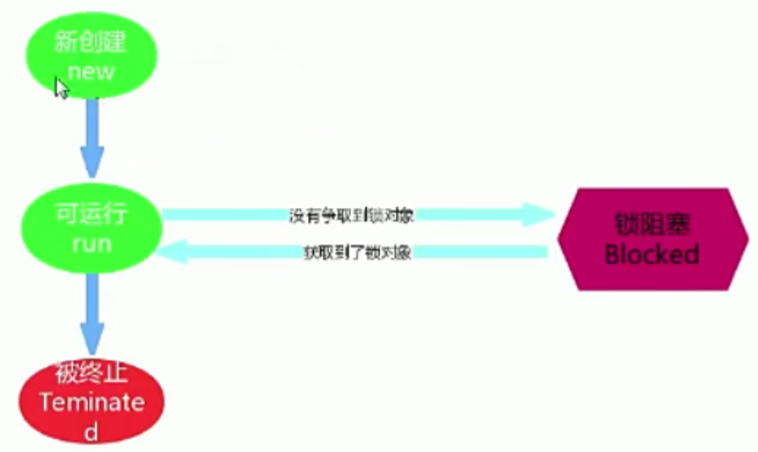 新创建
new
可运行
run
没有争取到锁对象
获取到了锁对象
锁阻塞
Blocked
被终止
Teminate
d